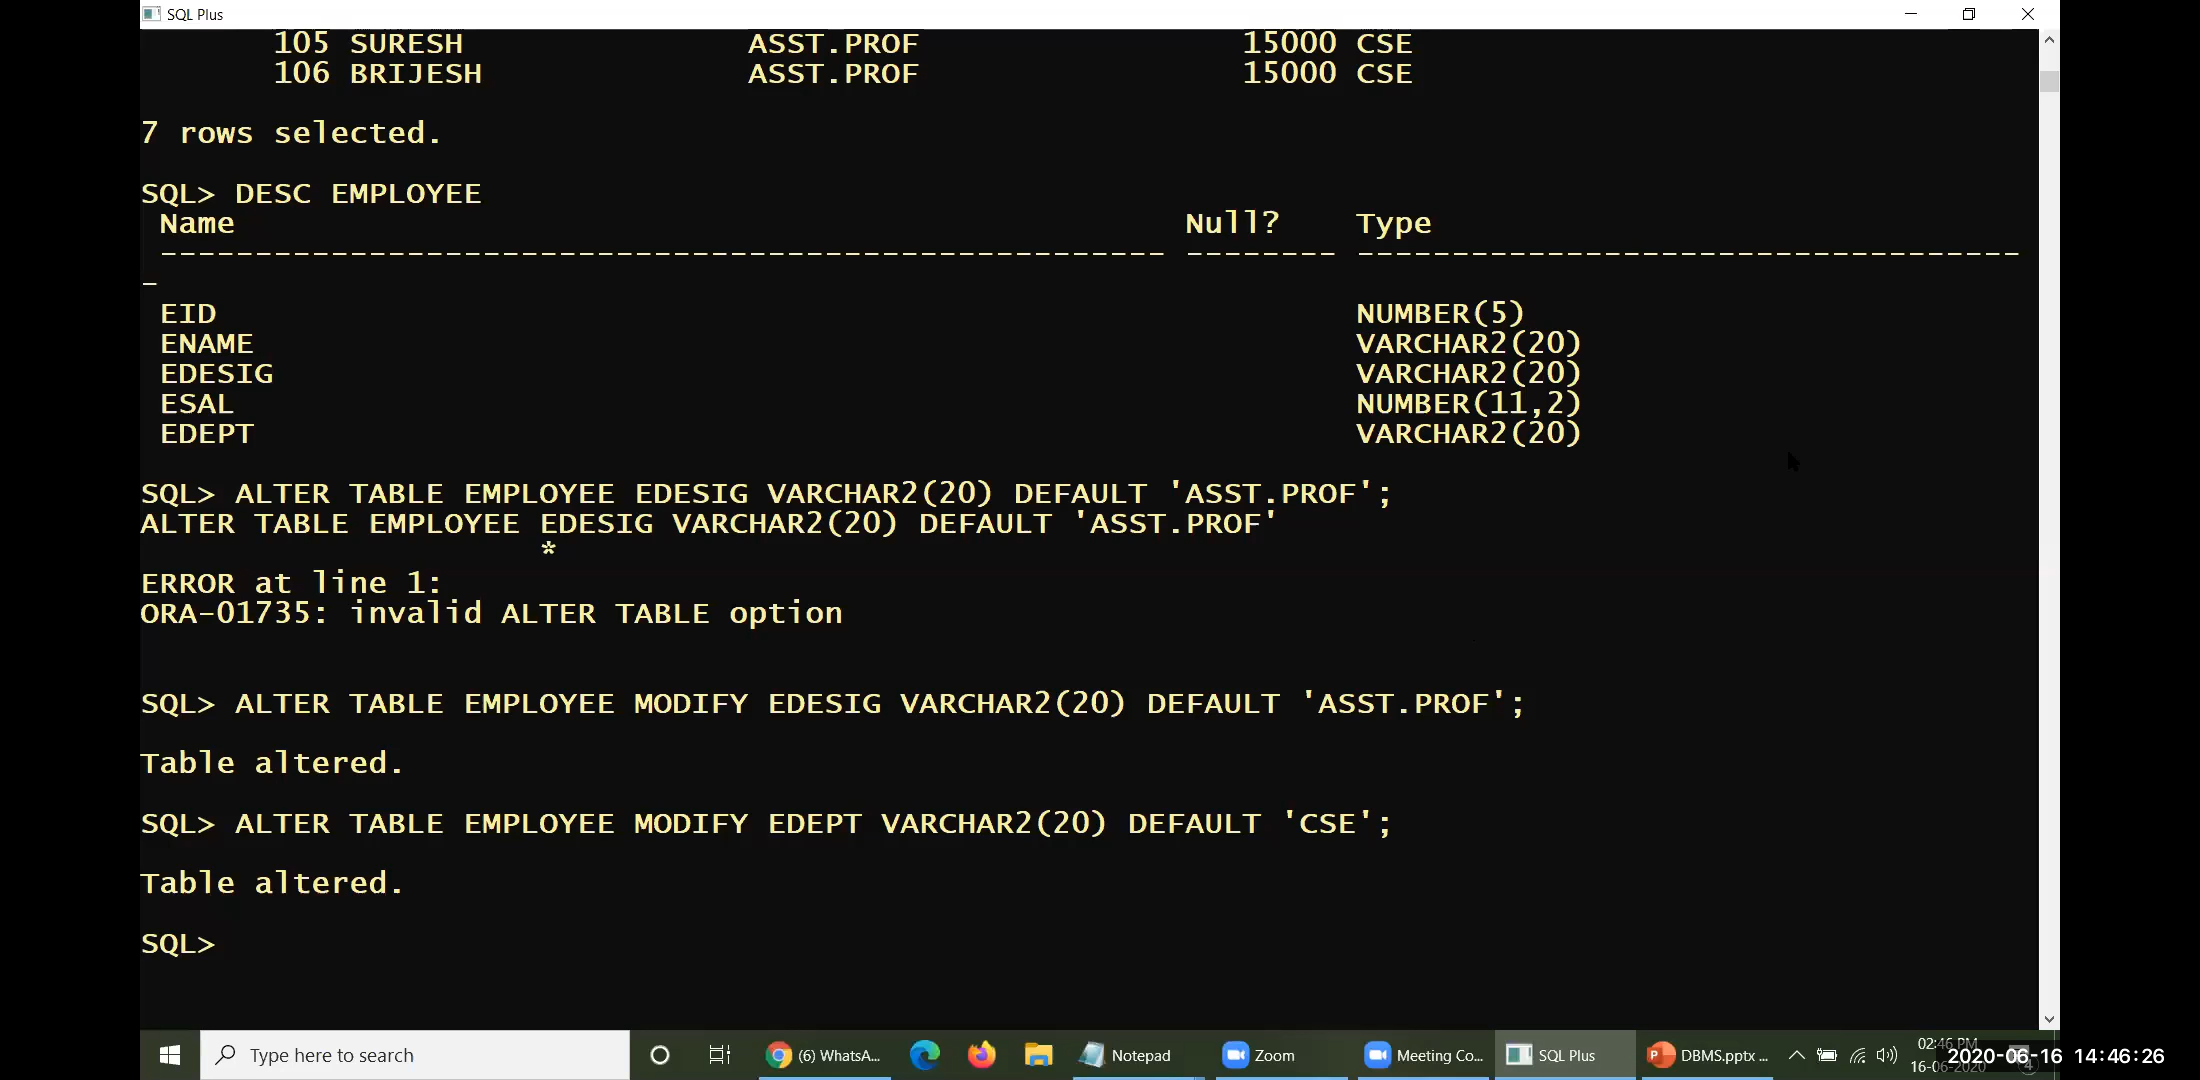 SQL Plus
105 SURESH ASST.PROF 15000 CSE
106 BRIJESH ASST.PROF 15000 CSE
7 rows selected.
SQL> DESC EMPLOYEE
Name Null? Type
----------------------------------------------------- -------- -----------------------------------
-
EID NUMBER(5)
ENAME VARCHAR2(20)
EDESIG VARCHAR2(20)
ESAL NUMBER(11,2)
EDEPT VARCHAR2(20)
SQL> ALTER TABLE EMPLOYEE EDESIG VARCHAR2(20) DEFAULT 'ASST.PROF';
ALTER TABLE EMPLOYEE EDESIG VARCHAR2(20) DEFAULT 'ASST.PROF'
*
ERROR at line 1:
ORA-01735: invalid ALTER TABLE option
SQL> ALTER TABLE EMPLOYEE MODIFY EDESIG VARCHAR2(20) DEFAULT 'ASST.PROF';
Table altered.
SQL> ALTER TABLE EMPLOYEE MODIFY EDEPT VARCHAR2(20) DEFAULT 'CSE';
Table altered.
SQL>
Type here to search (6) WhatsA... Notepad Zoom Meeting Co... SQL Plus DBMS.pptx ...
02:46 PM
16-06-2020
2020-06-16 14:46:26